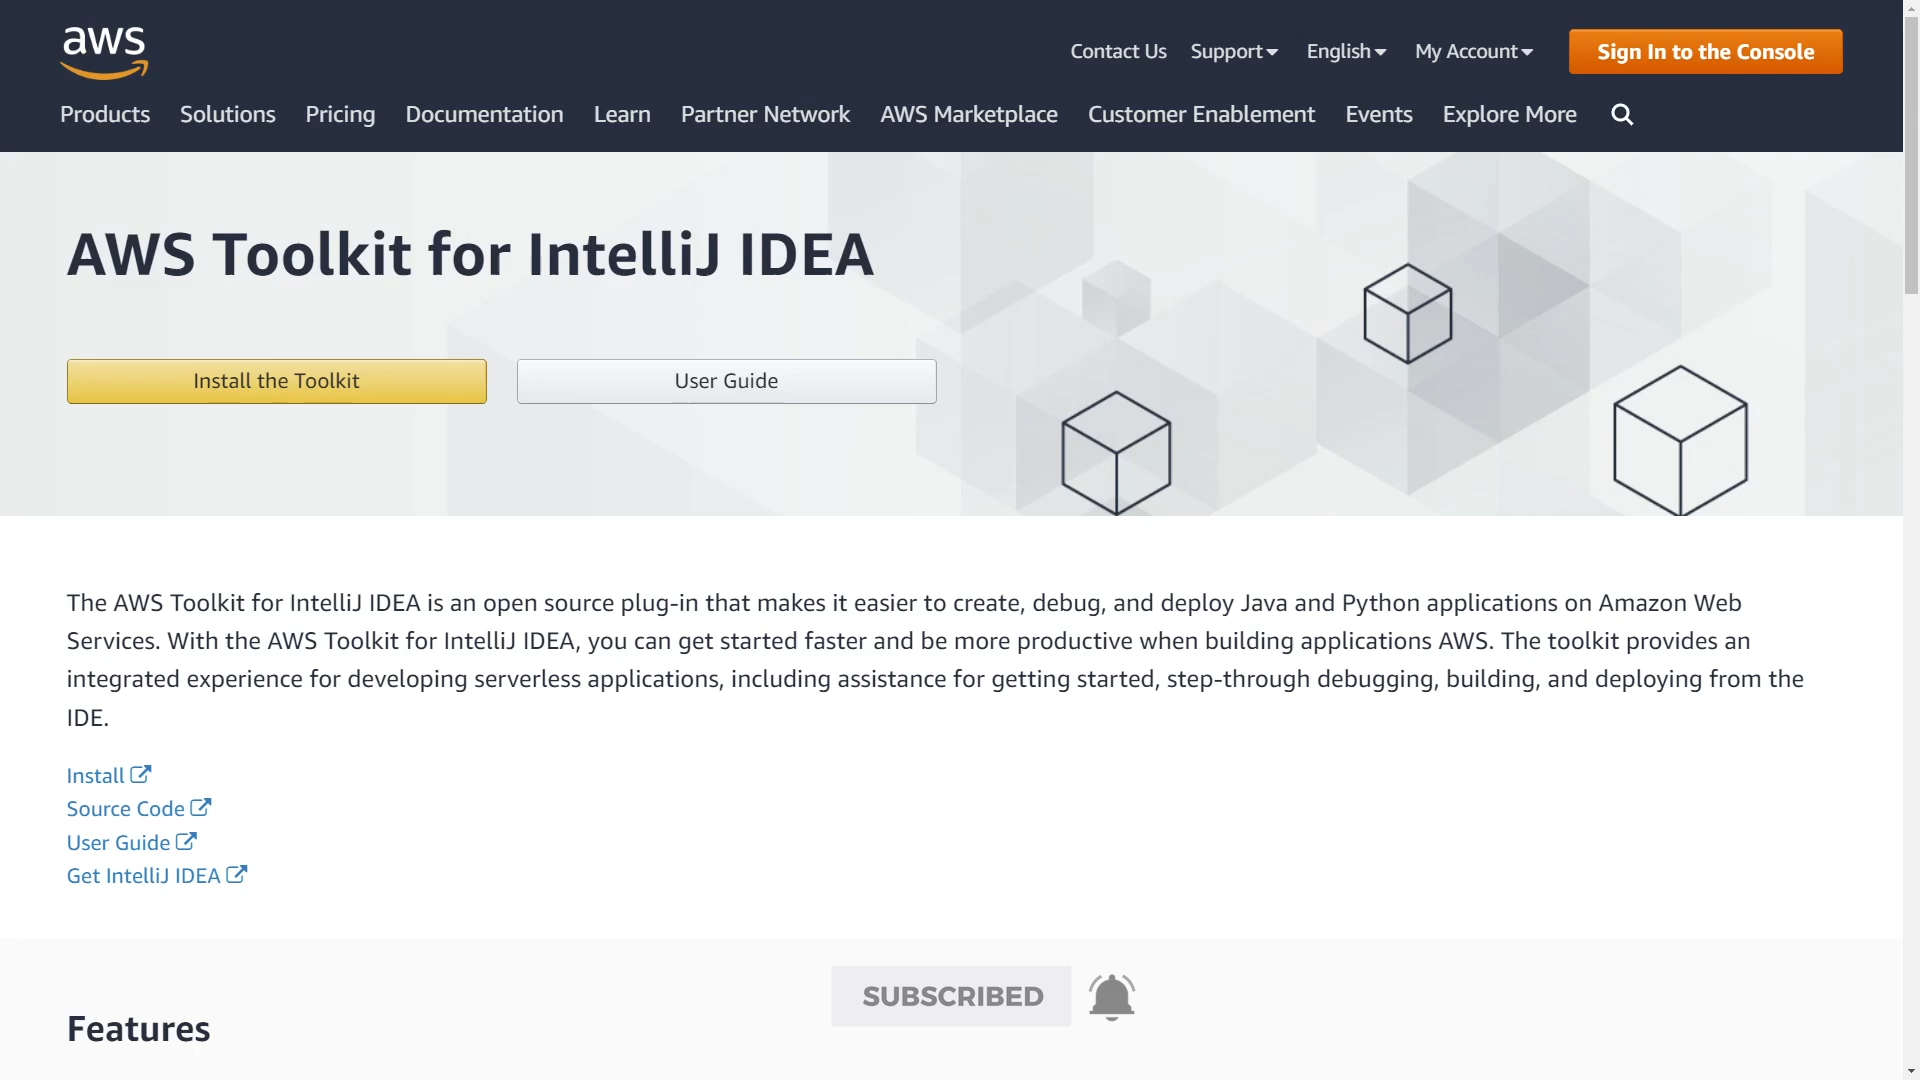 aws
Contact Us Support English My Account Sign In to the Console
Products Solutions Pricing Documentation Learn Partner Network AWS Marketplace Customer Enablement Events Explore More
AWS Toolkit for IntelliJ IDEA
Install the Toolkit User Guide
The AWS Toolkit for IntelliJ IDEA is an open source plug-in that makes it easier to create, debug, and deploy Java and Python applications on Amazon Web
Services. With the AWS Toolkit for IntelliJ IDEA, you can get started faster and be more productive when building applications AWS. The toolkit provides an
integrated experience for developing serverless applications, including assistance for getting started, step-through debugging, building, and deploying from the
IDE.
Install
Source Code
User Guide
Get IntelliJ IDEA
SUBSCRIBED
Features